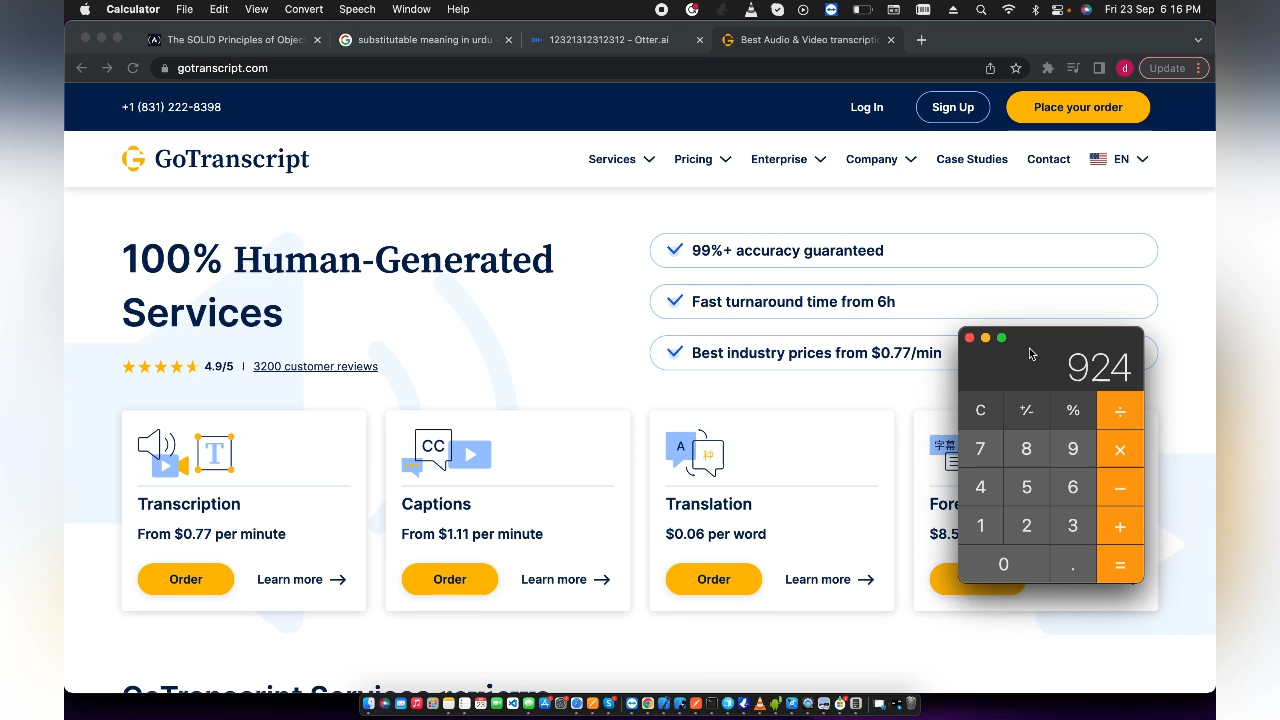 Calculator File Edit View Convert Speech Window Help Fri 23 Sep 6 16 PM
The SOLID Principles of Object
substitutable meaning in urdu -
12321312312312 - Otter.ai
Best Audio & Video transcriptic
gotranscript.com
d
Update
+1 (831) 222-8398
Log In
Sign Up
Place your order
GoTranscript
Services
Pricing
Enterprise
Company
Case Studies
Contact
EN
100% Human-Generated
Services
4.9/5 | 3200 customer reviews
99%+ accuracy guaranteed
Fast turnaround time from 6h
Best industry prices from $0.77/min
T
Transcription
From $0.77 per minute
Order
Learn more
CC
Captions
From $1.11 per minute
Order
Learn more
A
种
Translation
$0.06 per word
Order
Learn more
字幕
Fore
$8.5
924
C +/- % ÷
7 8 9 ×
4 5 6 −
1 2 3 +
0 . =